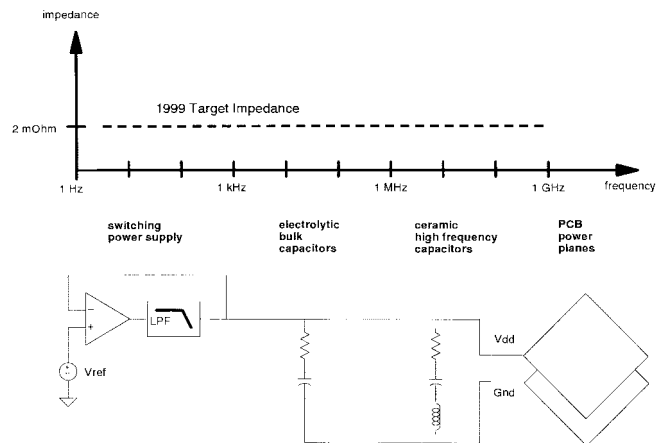 impedance
1999 Target Impedance
2 mOhm
1 Hz
1 kHz
1 MHz
1 GHz
frequency
switching
power supply
electrolytic
bulk
capacitors
ceramic
high frequency
capacitors
PCB
power
planes
−
+
LPF
Vref
Vdd
Gnd